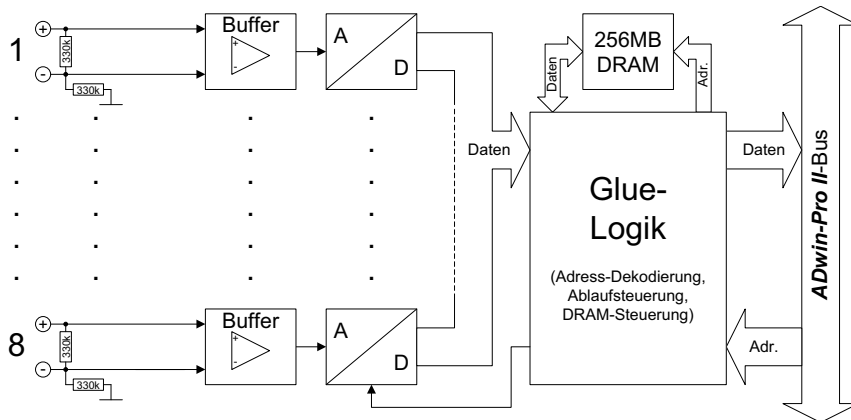 1
+
-
330k
330k
Buffer
+
-
A
D
Daten
256MB
DRAM
Daten
Adr.
Glue-
Logik
(Adress-Dekodierung,
Ablaufsteuerung,
DRAM-Steuerung)
Daten
Adr.
ADwin-Pro II-Bus
8
+
-
330k
330k
Buffer
+
-
A
D